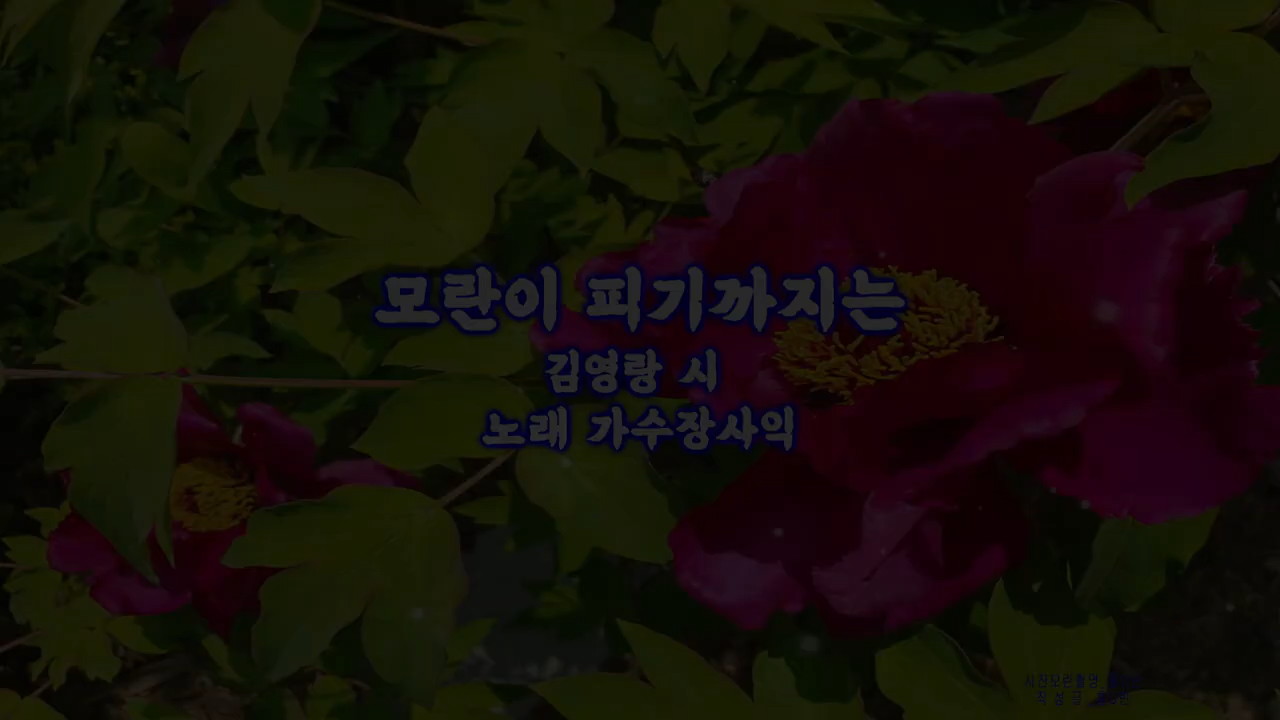 모란이 피기까지는
김영랑 시
노래 가수장사익